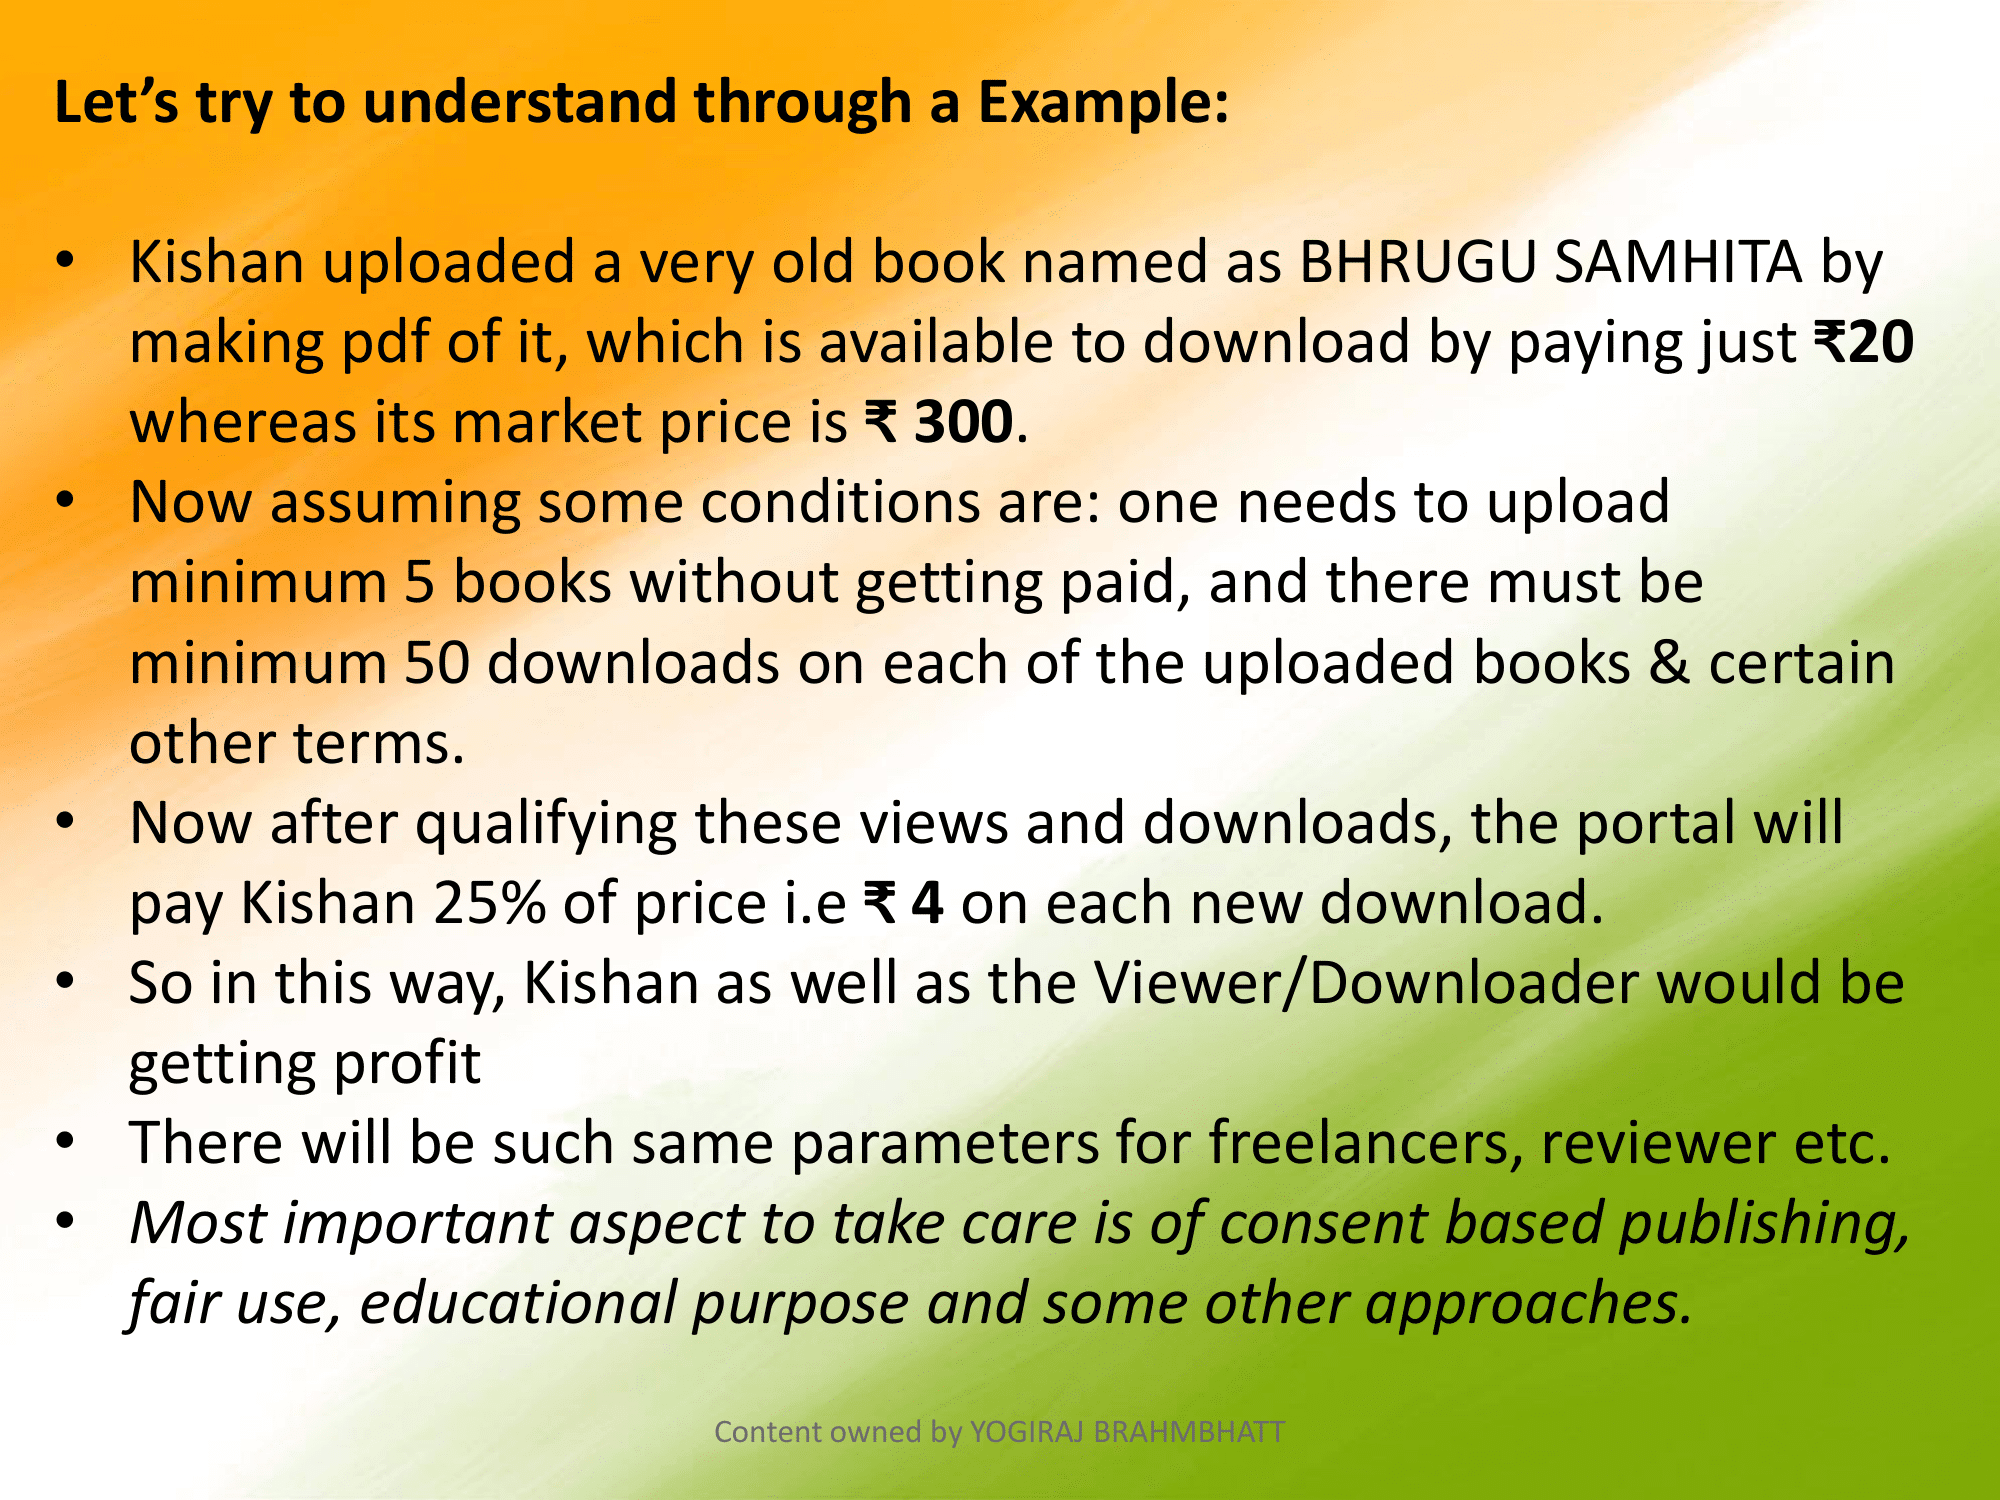 Let’s try to understand through a Example:
• Kishan uploaded a very old book named as BHRUGU SAMHITA by
making pdf of it, which is available to download by paying just ₹20
whereas its market price is ₹ 300.
• Now assuming some conditions are: one needs to upload
minimum 5 books without getting paid, and there must be
minimum 50 downloads on each of the uploaded books & certain
other terms.
• Now after qualifying these views and downloads, the portal will
pay Kishan 25% of price i.e ₹ 4 on each new download.
• So in this way, Kishan as well as the Viewer/Downloader would be
getting profit
• There will be such same parameters for freelancers, reviewer etc.
• Most important aspect to take care is of consent based publishing,
fair use, educational purpose and some other approaches.
Content owned by YOGIRAJ BRAHMBHATT